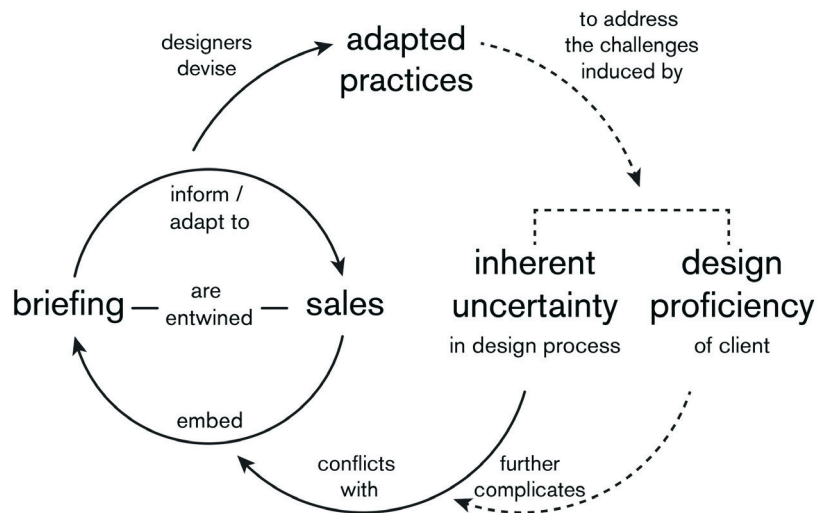 designers
devise
adapted
practices
to address
the challenges
induced by
inform /
adapt to
briefing
are
entwined
sales
inherent
uncertainty
in design process
design
proficiency
of client
embed
conflicts
with
further
complicates